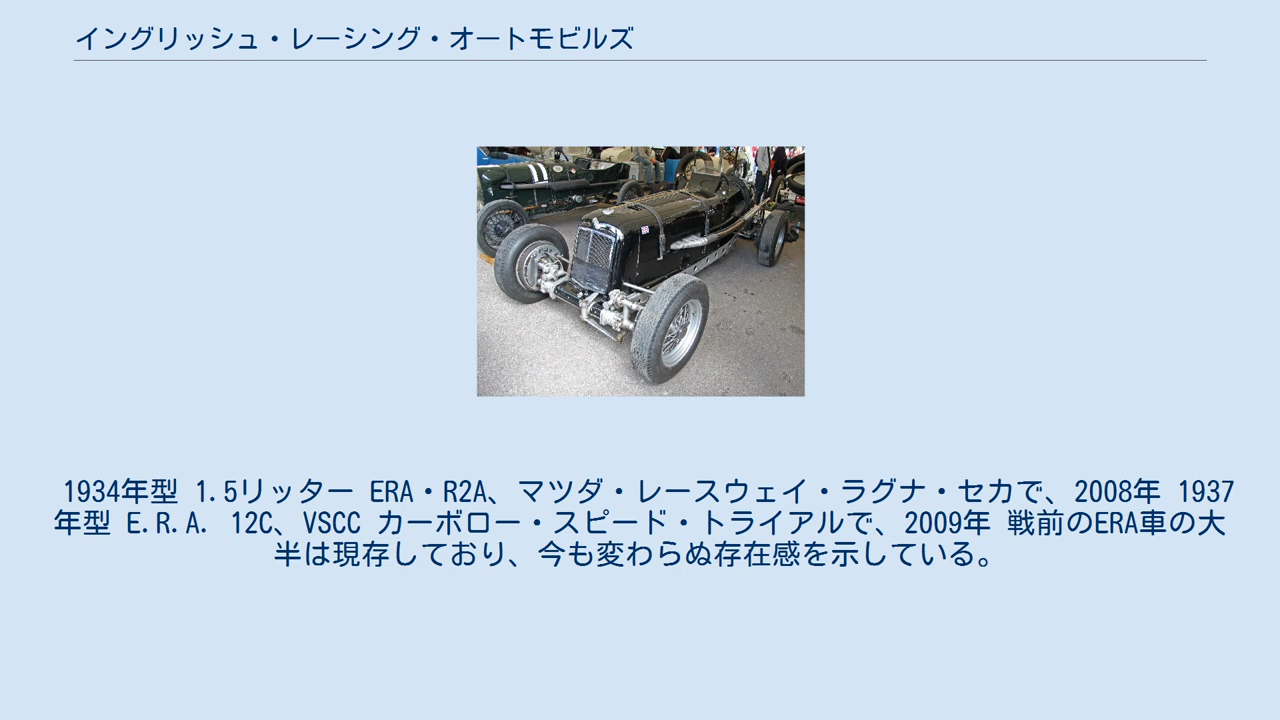 イングリッシュ・レーシング・オートモビルズ
1934年型 1.5リッター ERA・R2A、マツダ・レースウェイ・ラグナ・セカで、2008年 1937
年型 E.R.A. 12C、VSCC カーボロー・スピード・トライアルで、2009年 戦前のERA車の大
半は現存しており、今も変わらぬ存在感を示している。